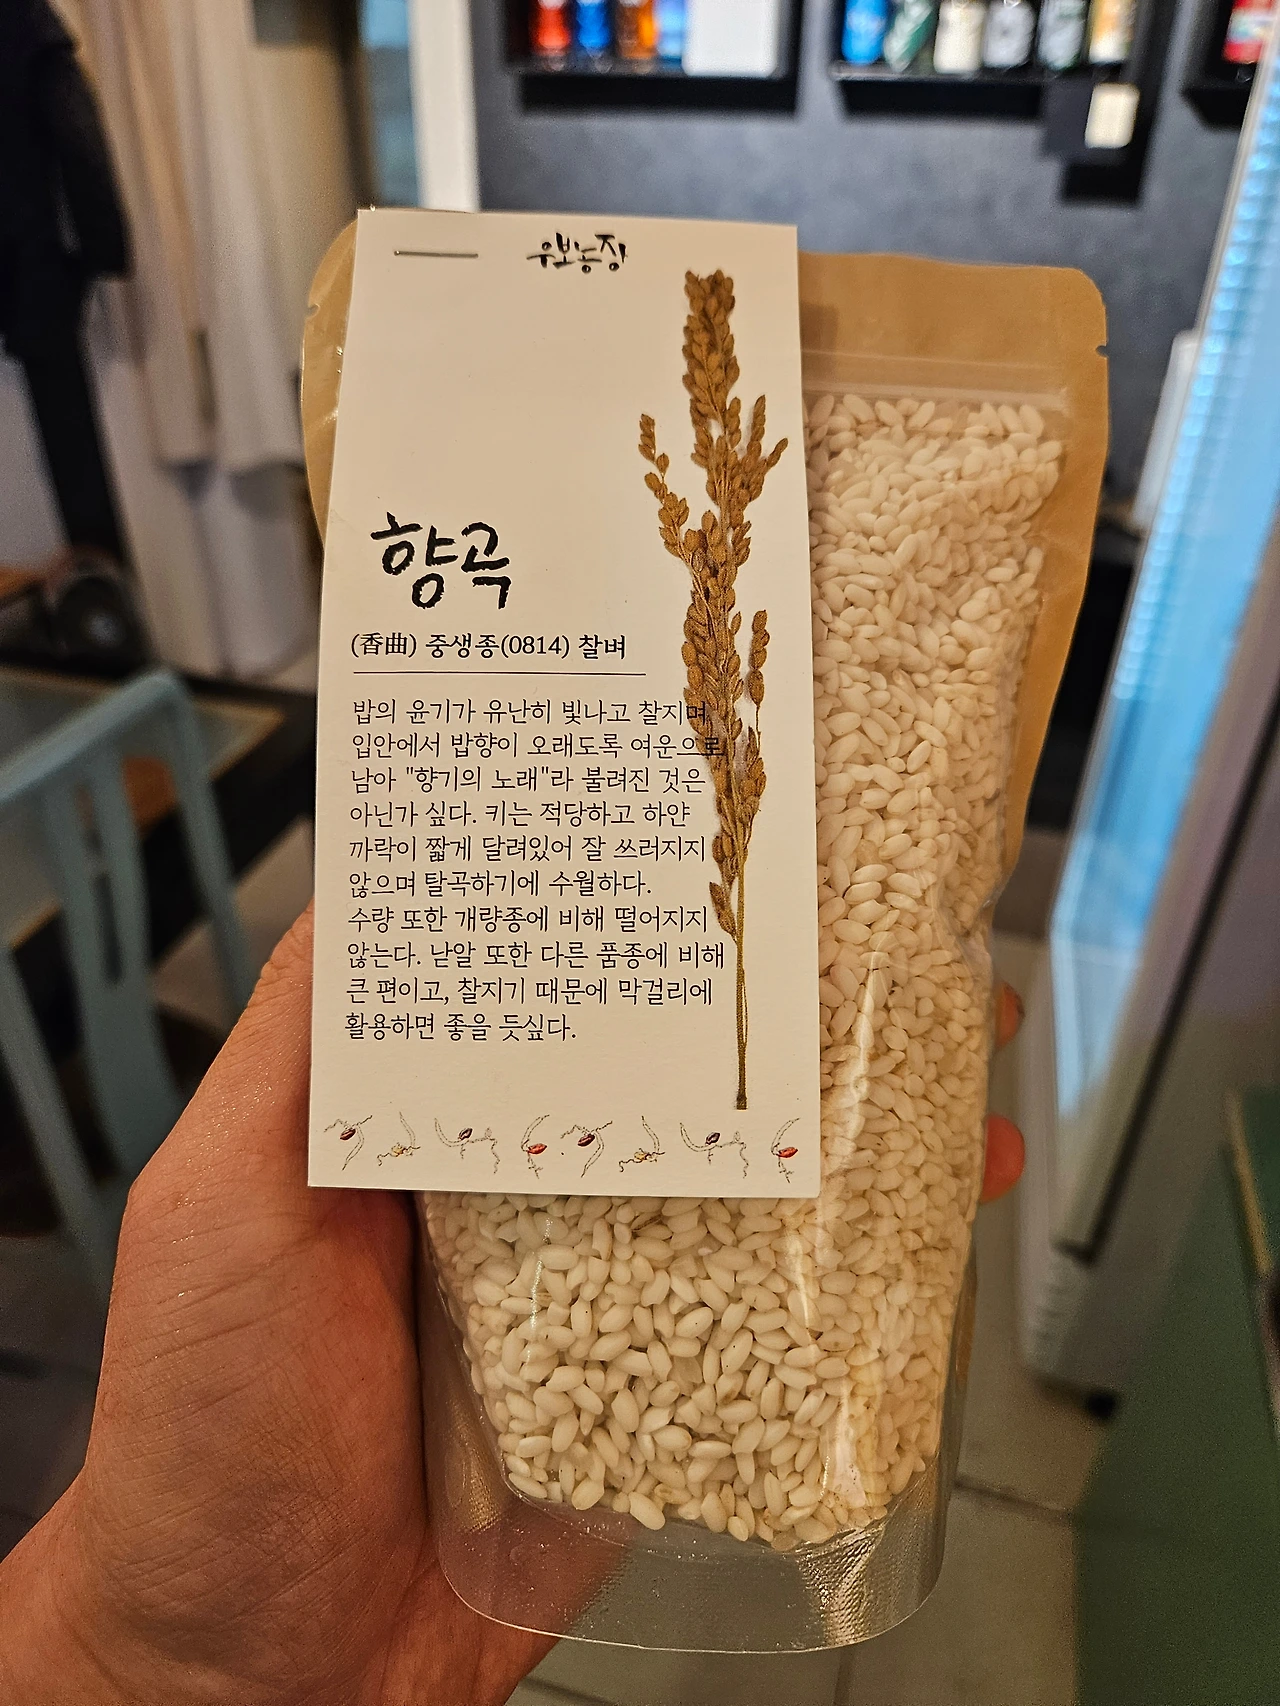 우보농장
향곡
(香曲) 중생종(0814) 찰벼
밥의 윤기가 유난히 빛나고 찰지며,
입안에서 밥향이 오래도록 여운으로
남아 "향기의 노래"라 불려진 것은
아닌가 싶다. 키는 적당하고 하얀
까락이 짧게 달려있어 잘 쓰러지지
않으며 탈곡하기에 수월하다.
수량 또한 개량종에 비해 떨어지지
않는다. 낟알 또한 다른 품종에 비해
큰 편이고, 찰지기 때문에 막걸리에
활용하면 좋을 듯싶다.